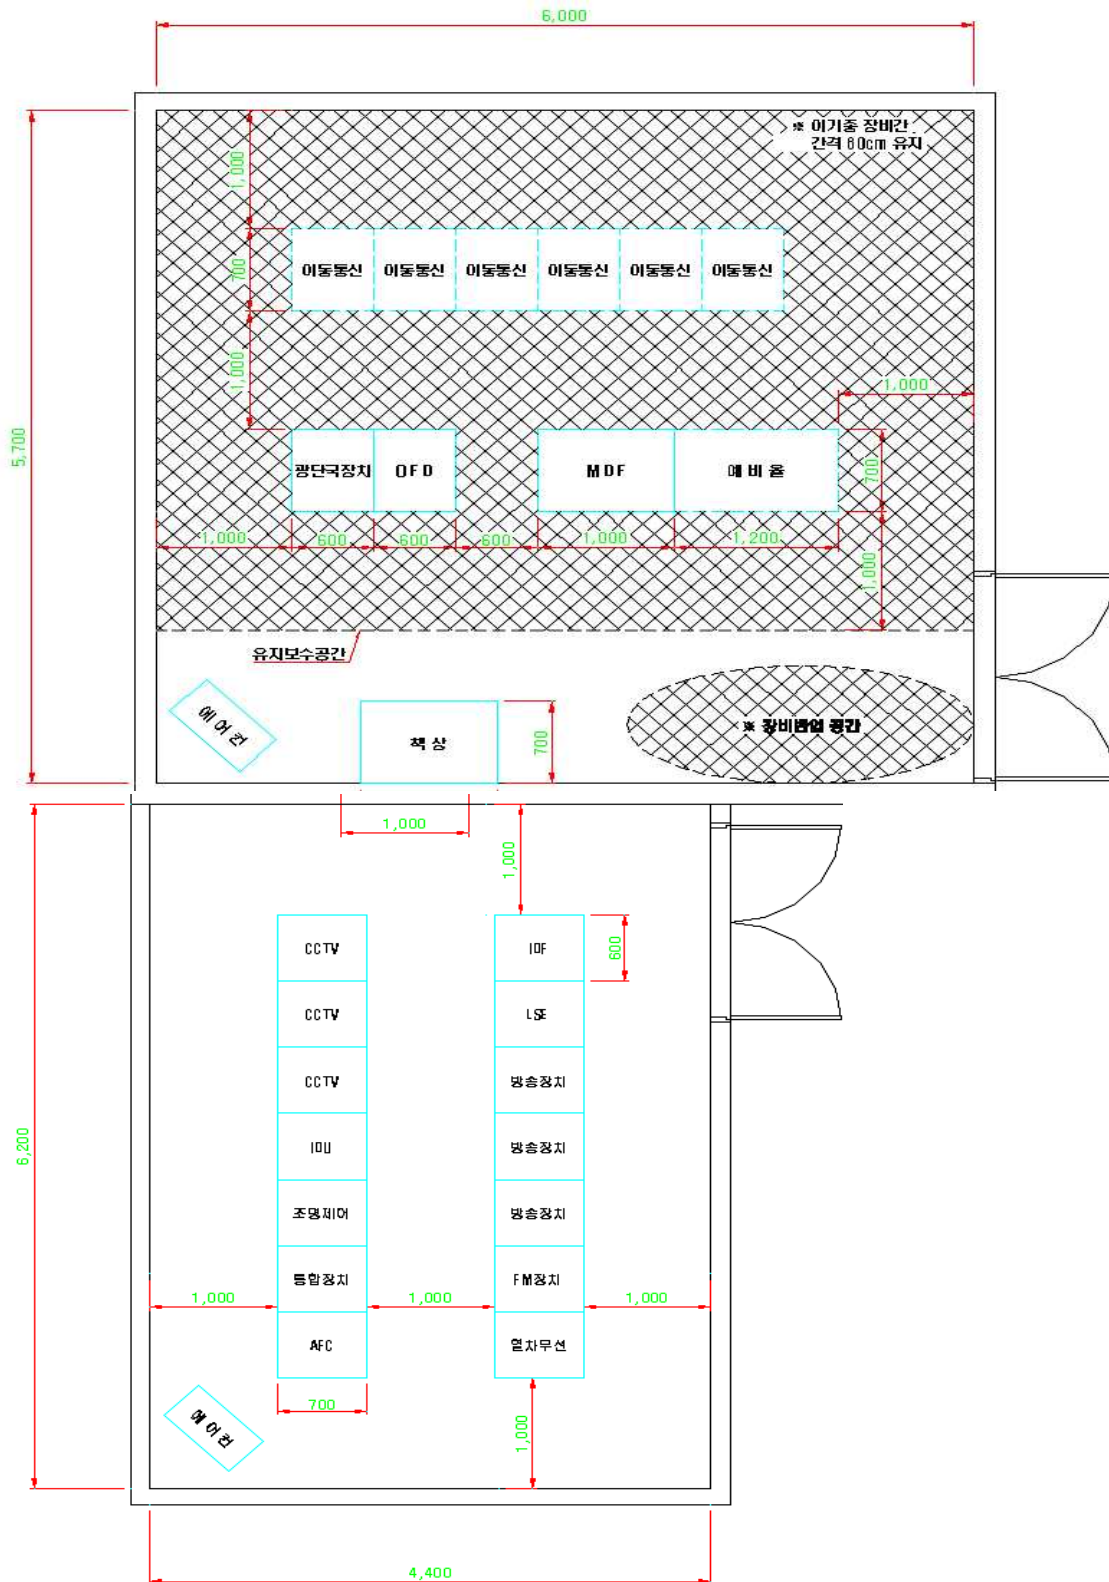 6,000
※ 이기종 장비간
간격 60cm 유지
1,000
이동통신 이동통신 이동통신 이동통신 이동통신 이동통신
700
1,000
1,000
5,700
광단국장치 OFD MDF 예 비 율
700
1,000 600 600 600 1,000 1,200
1,000
유지보수공간
에 어 컨
책 상
700
※ 장비반입 공간
1,000
1,000
CCTV
IDF
600
CCTV
LSE
CCTV
방송장치
6,200
방송장치
조명제어
방송장치
통합장치
FM장치
1,000 1,000 1,000
AFC
열차무선
700
에 어 컨
1,000
4,400